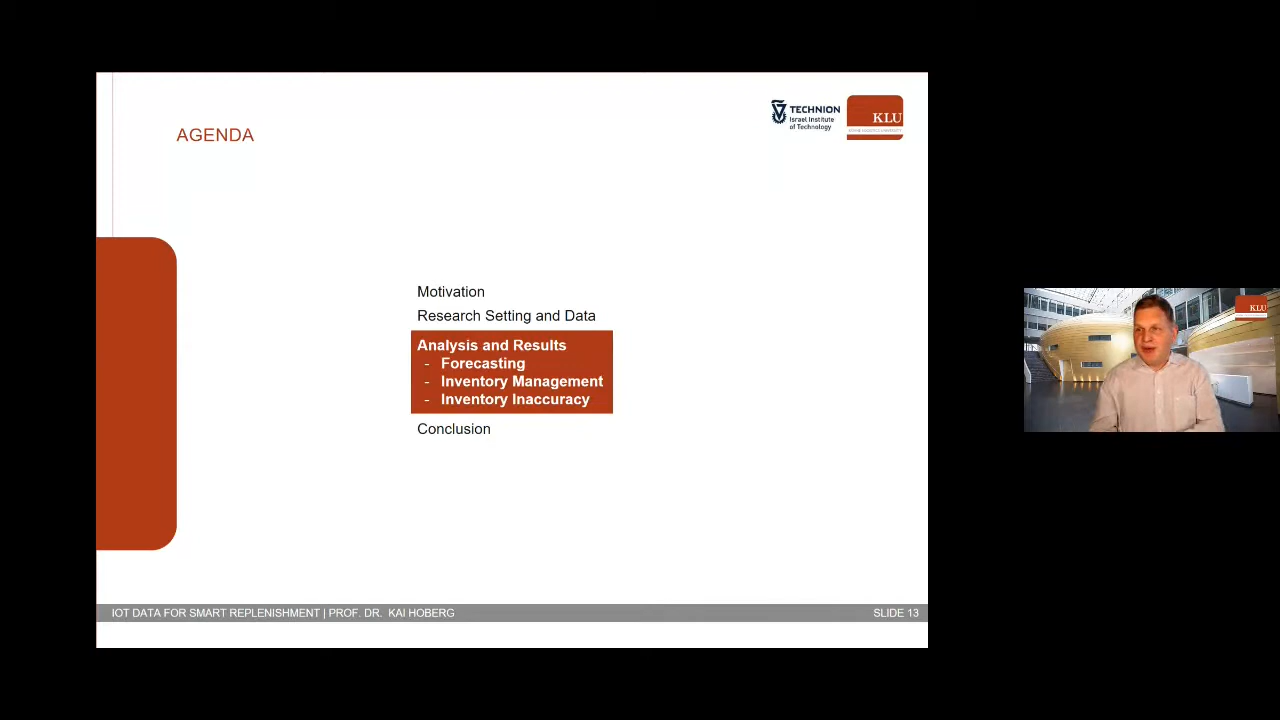 AGENDA
TECHNION
Israel Institute
of Technology
KLU
Motivation
Research Setting and Data
Analysis and Results
- Forecasting
- Inventory Management
- Inventory Inaccuracy
Conclusion
KLU
IOT DATA FOR SMART REPLENISHMENT | PROF. DR. KAI HOBERG
SLIDE 13